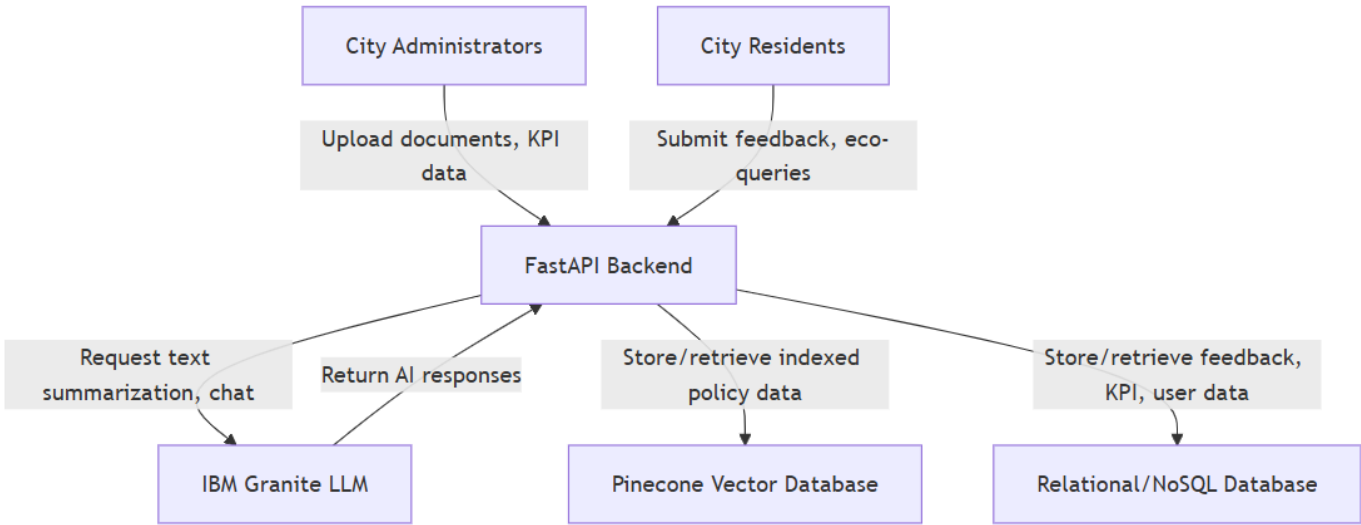 City Administrators
City Residents
Upload documents, KPI
data
Submit feedback, eco-
queries
FastAPI Backend
Request text
summarization, chat
Return AI responses
Store/retrieve indexed
policy data
Store/retrieve feedback,
KPI, user data
IBM Granite LLM
Pinecone Vector Database
Relational/NoSQL Database